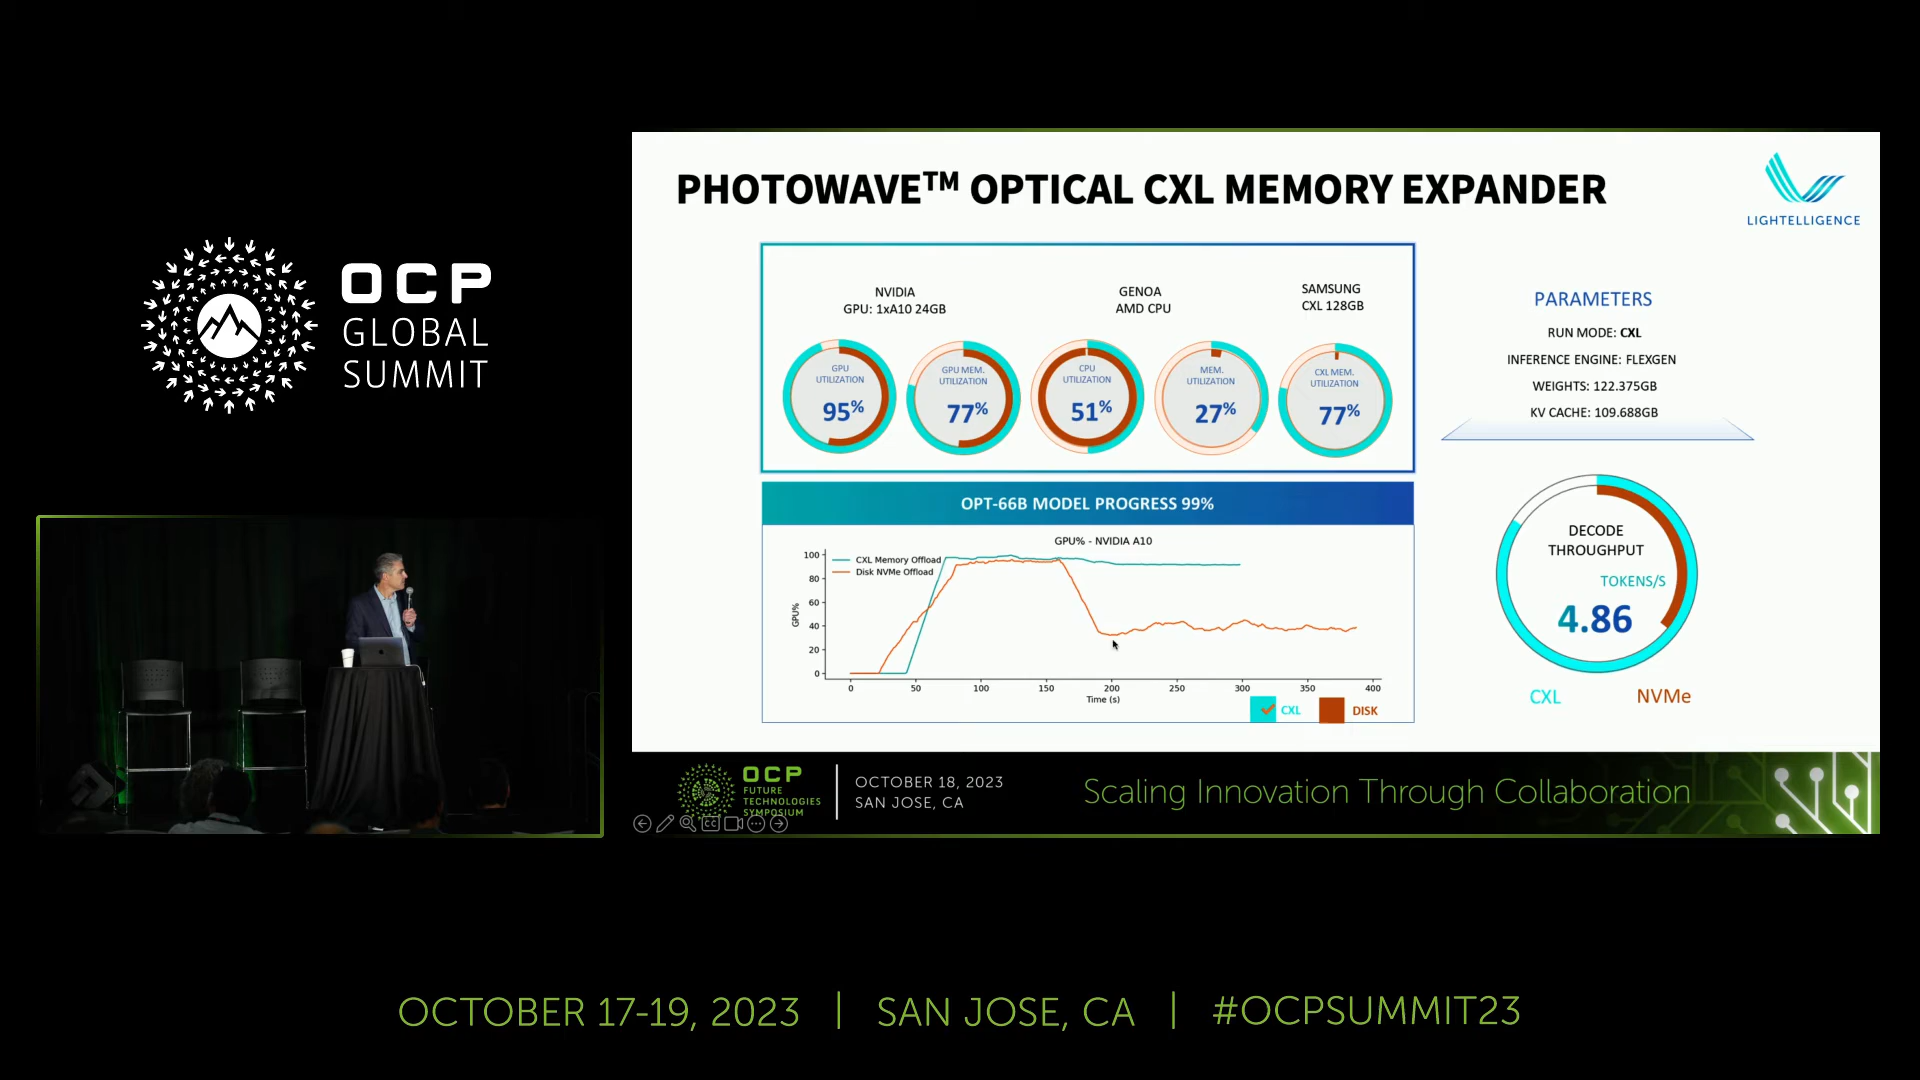 OCP
GLOBAL
SUMMIT
PHOTOWAVE™ OPTICAL CXL MEMORY EXPANDER
LIGHTELLIGENCE
NVIDIA
GPU: 1xA10 24GB
GENOA
AMD CPU
SAMSUNG
CXL 128GB
GPU
UTILIZATION
95%
GPU MEM.
UTILIZATION
77%
CPU
UTILIZATION
51%
MEM.
UTILIZATION
27%
CXL MEM.
UTILIZATION
77%
PARAMETERS
RUN MODE: CXL
INFERENCE ENGINE: FLEXGEN
WEIGHTS: 122.375GB
KV CACHE: 109.688GB
OPT-66B MODEL PROGRESS 99%
GPU% - NVIDIA A10
CXL Memory Offload
Disk NVMe Offload
GPU%
100
80
60
40
20
0
0 50 100 150 200 250 300 350 400
Time (s)
CXL
DISK
DECODE
THROUGHPUT
TOKENS/S
4.86
CXL NVMe
OCP
FUTURE
TECHNOLOGIES
SYMPOSIUM
OCTOBER 18, 2023
SAN JOSE, CA
Scaling Innovation Through Collaboration
CC
OCTOBER 17-19, 2023 | SAN JOSE, CA | #OCPSUMMIT23